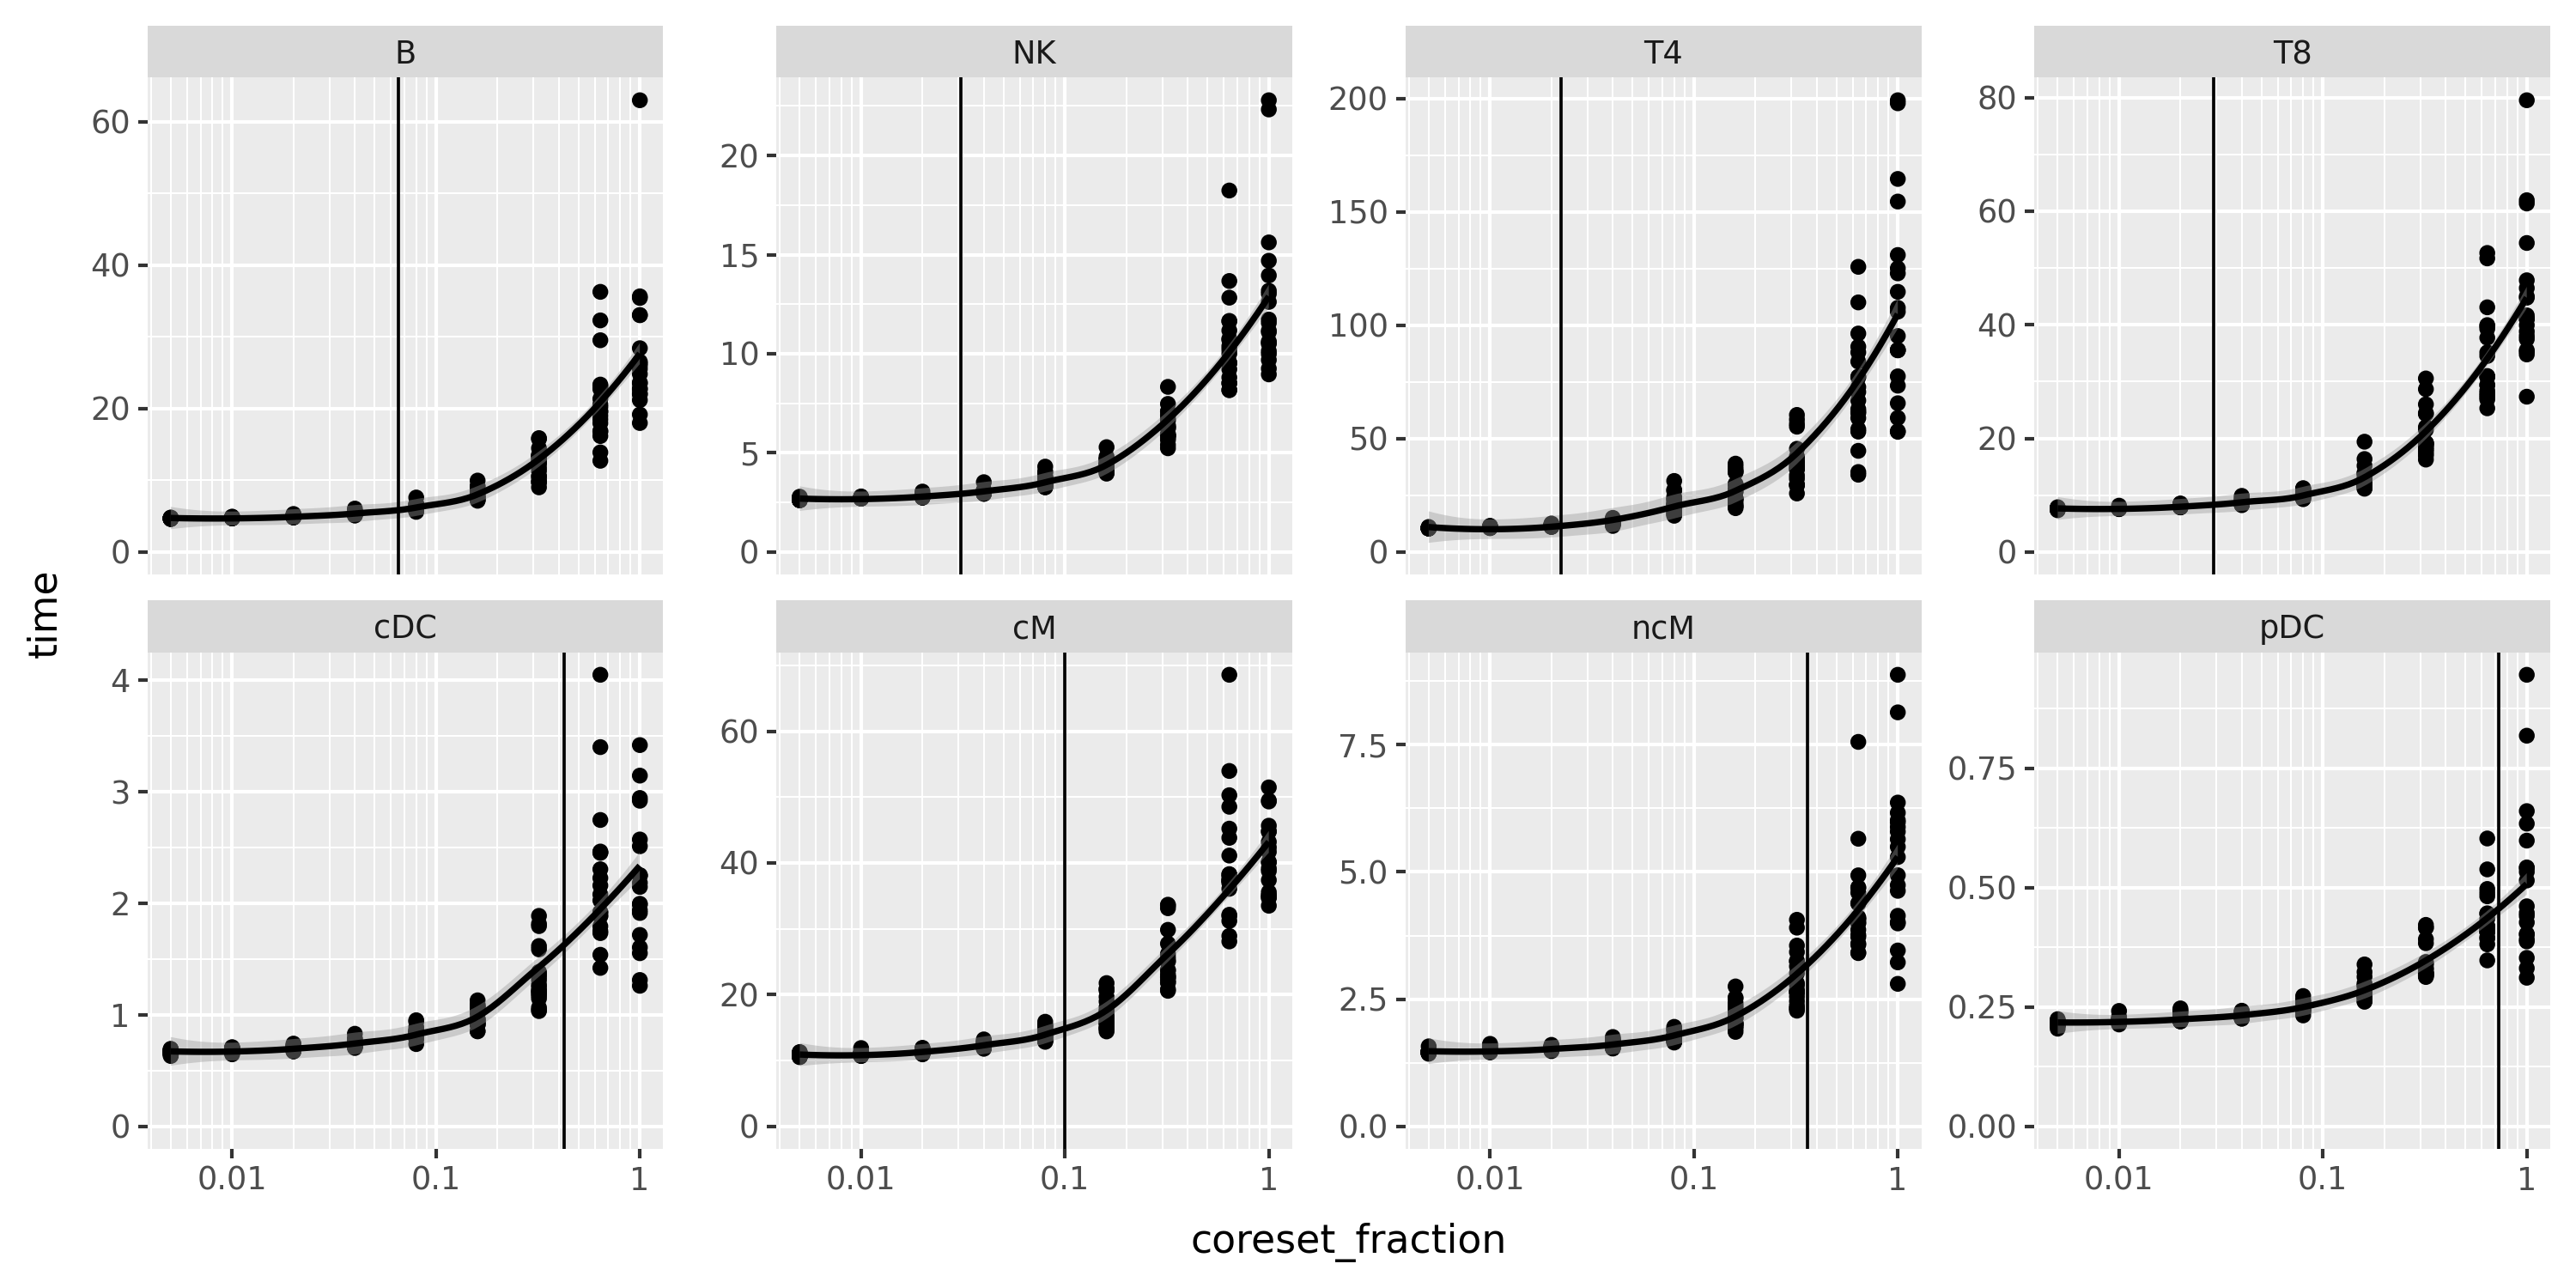 B NK T4 T8
60 20 200 80
40 15 150 60
20 10 100 40
0 5 50 20
0 0 0
time
cDC cM ncM pDC
4 60 7.5 0.75
3 40 5.0 0.50
2 20 2.5 0.25
1 0 0.0 0.00
0
0.01 0.1 1 0.01 0.1 1 0.01 0.1 1 0.01 0.1 1
coreset_fraction